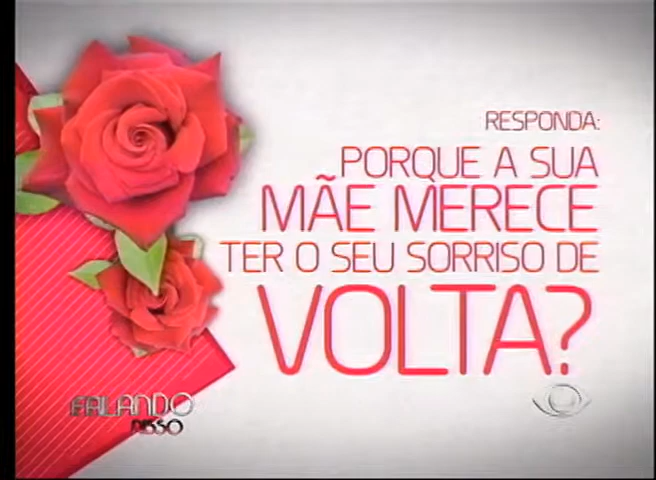 RESPONDA:
PORQUE A SUA
MÃE MERECE
TER O SEU SORRISO DE
VOLTA?
FALANDO
NISSO